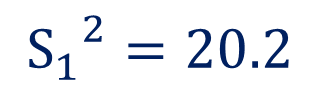 S₁² = 20.2